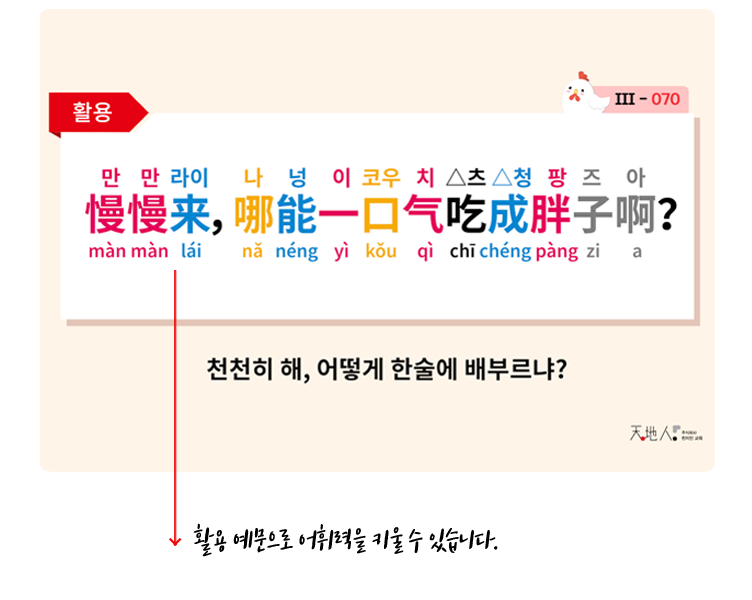 활용
III - 070
만 만 라이 나 넝 이 코우 치 △츠 △청 팡 즈 아
慢慢来，哪能一口气吃成胖子啊？
màn màn lái nǎ néng yì kǒu qì chī chéng pàng zi a
천천히 해, 어떻게 한술에 배부르냐?
天地人
활용 예문으로 어휘력을 키울 수 있습니다.